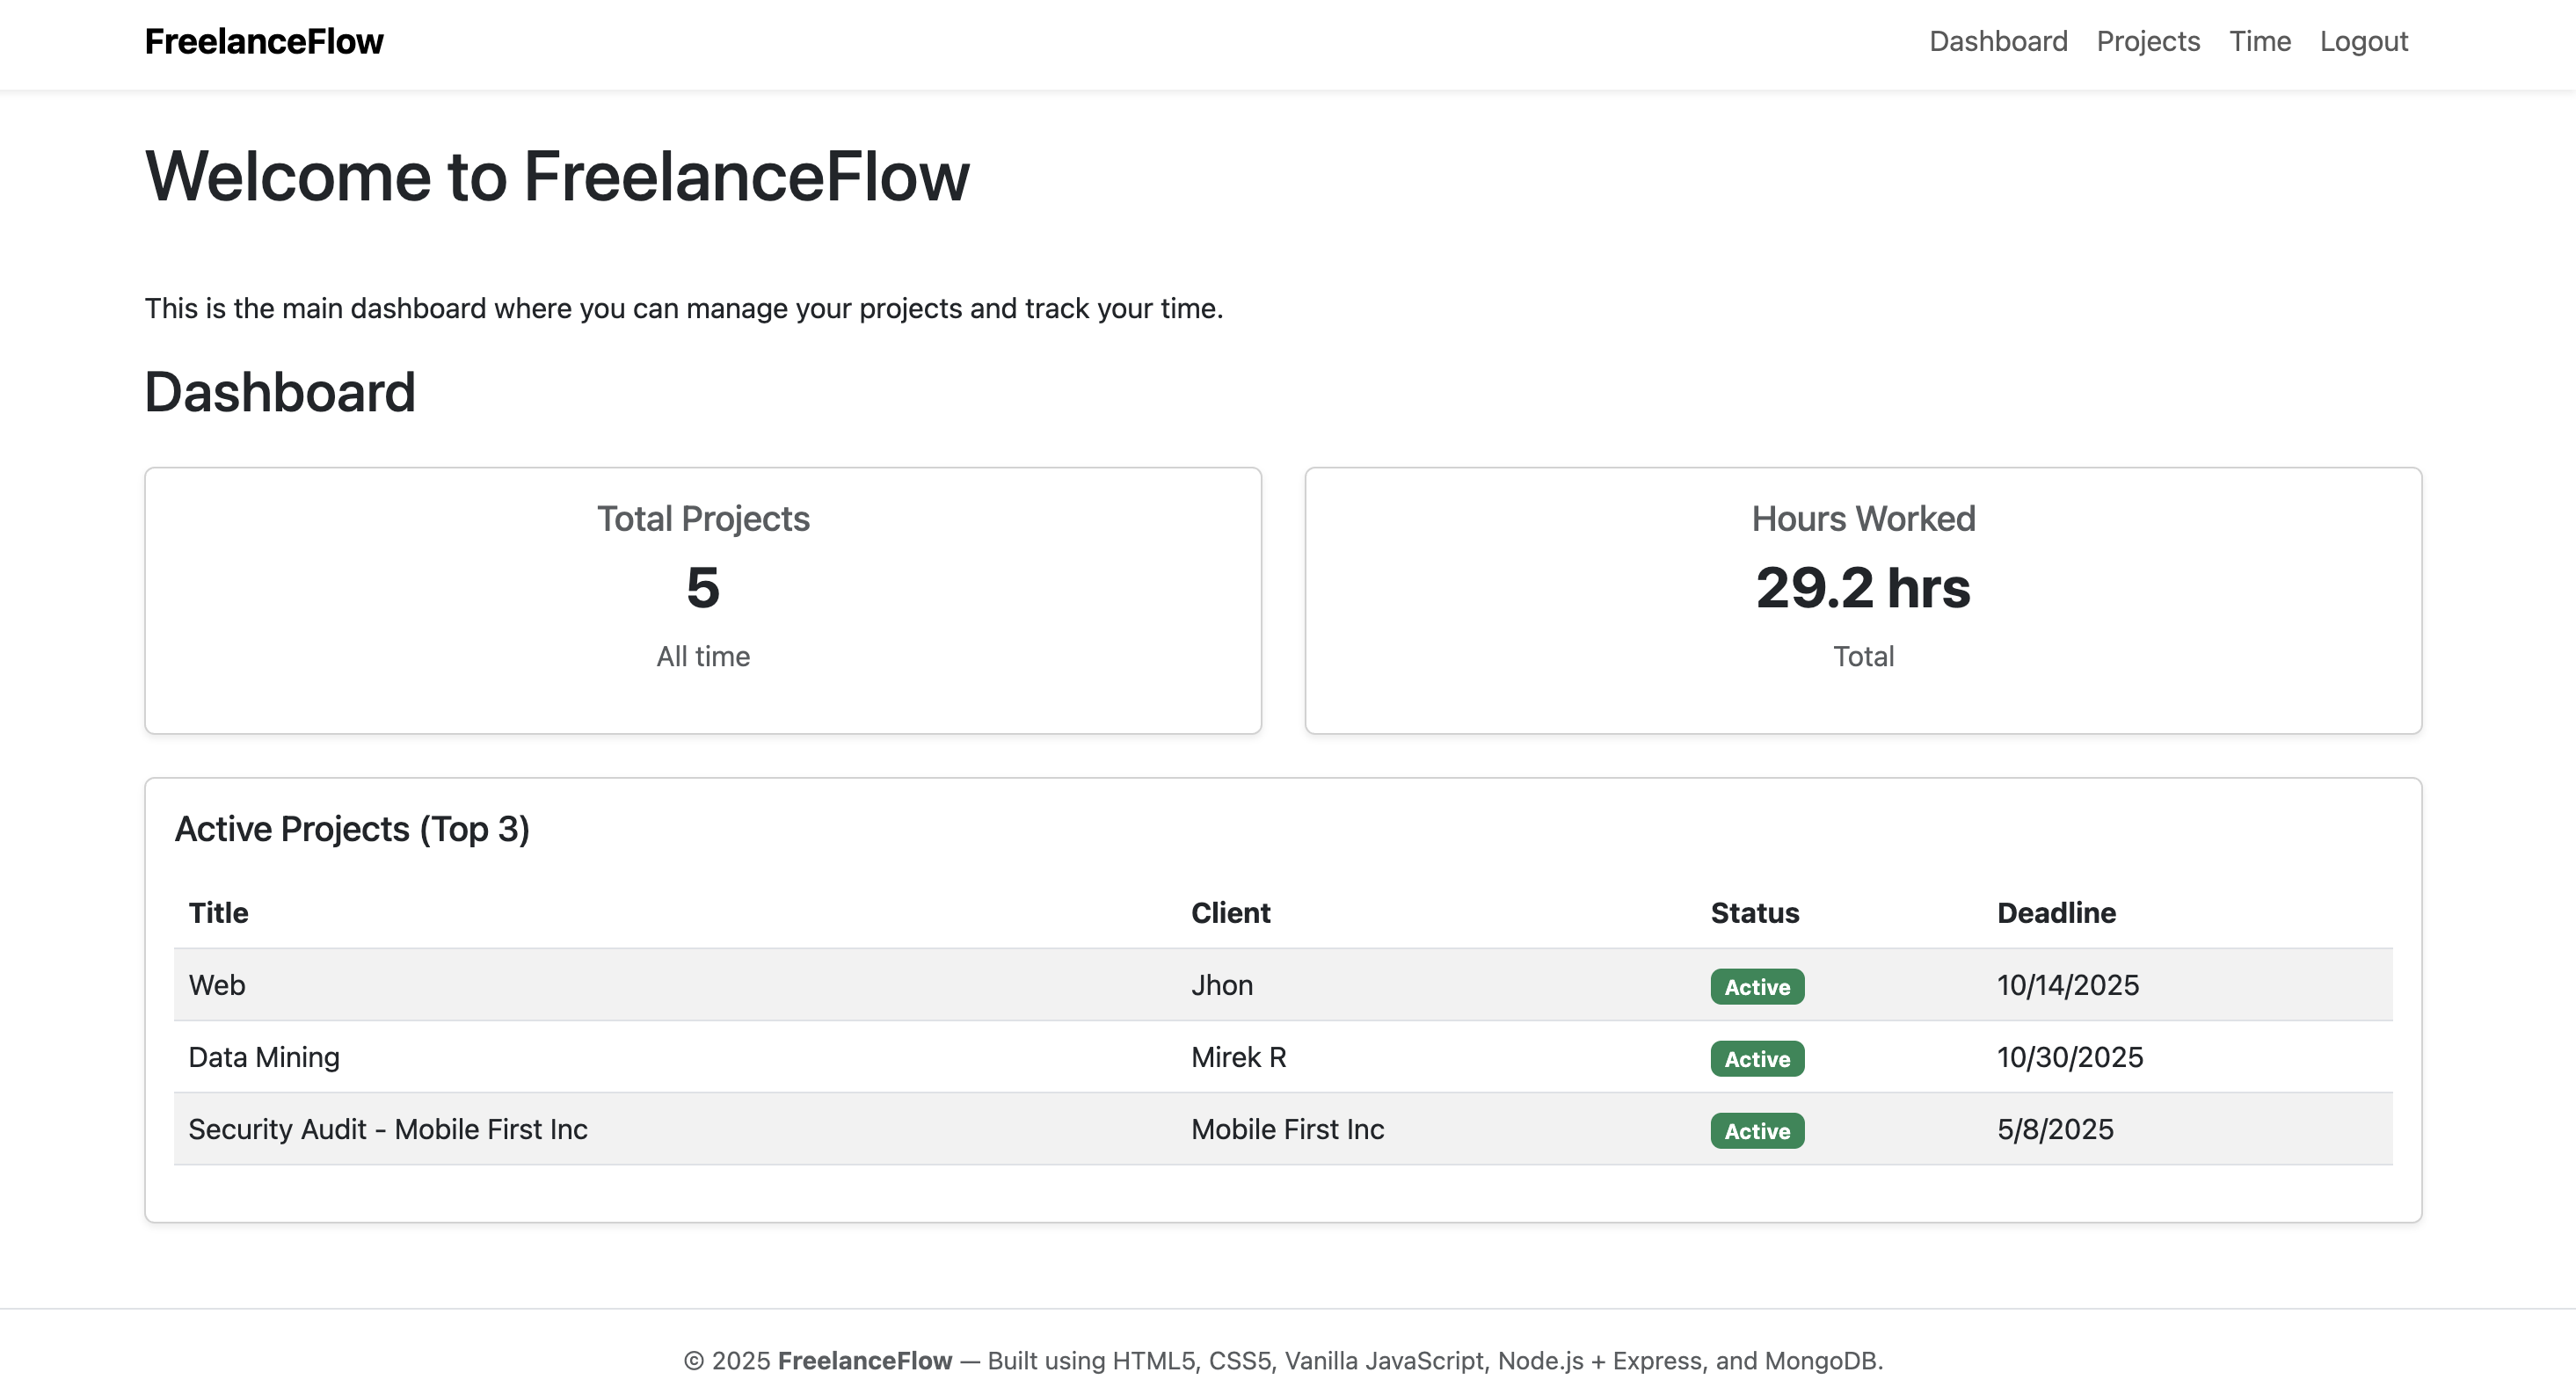 FreelanceFlow
Dashboard Projects Time Logout
Welcome to FreelanceFlow
This is the main dashboard where you can manage your projects and track your time.
Dashboard
Total Projects
5
All time
Hours Worked
29.2 hrs
Total
Active Projects (Top 3)
Title Client Status Deadline
Web Jhon Active 10/14/2025
Data Mining Mirek R Active 10/30/2025
Security Audit - Mobile First Inc Mobile First Inc Active 5/8/2025
© 2025 FreelanceFlow — Built using HTML5, CSS5, Vanilla JavaScript, Node.js + Express, and MongoDB.